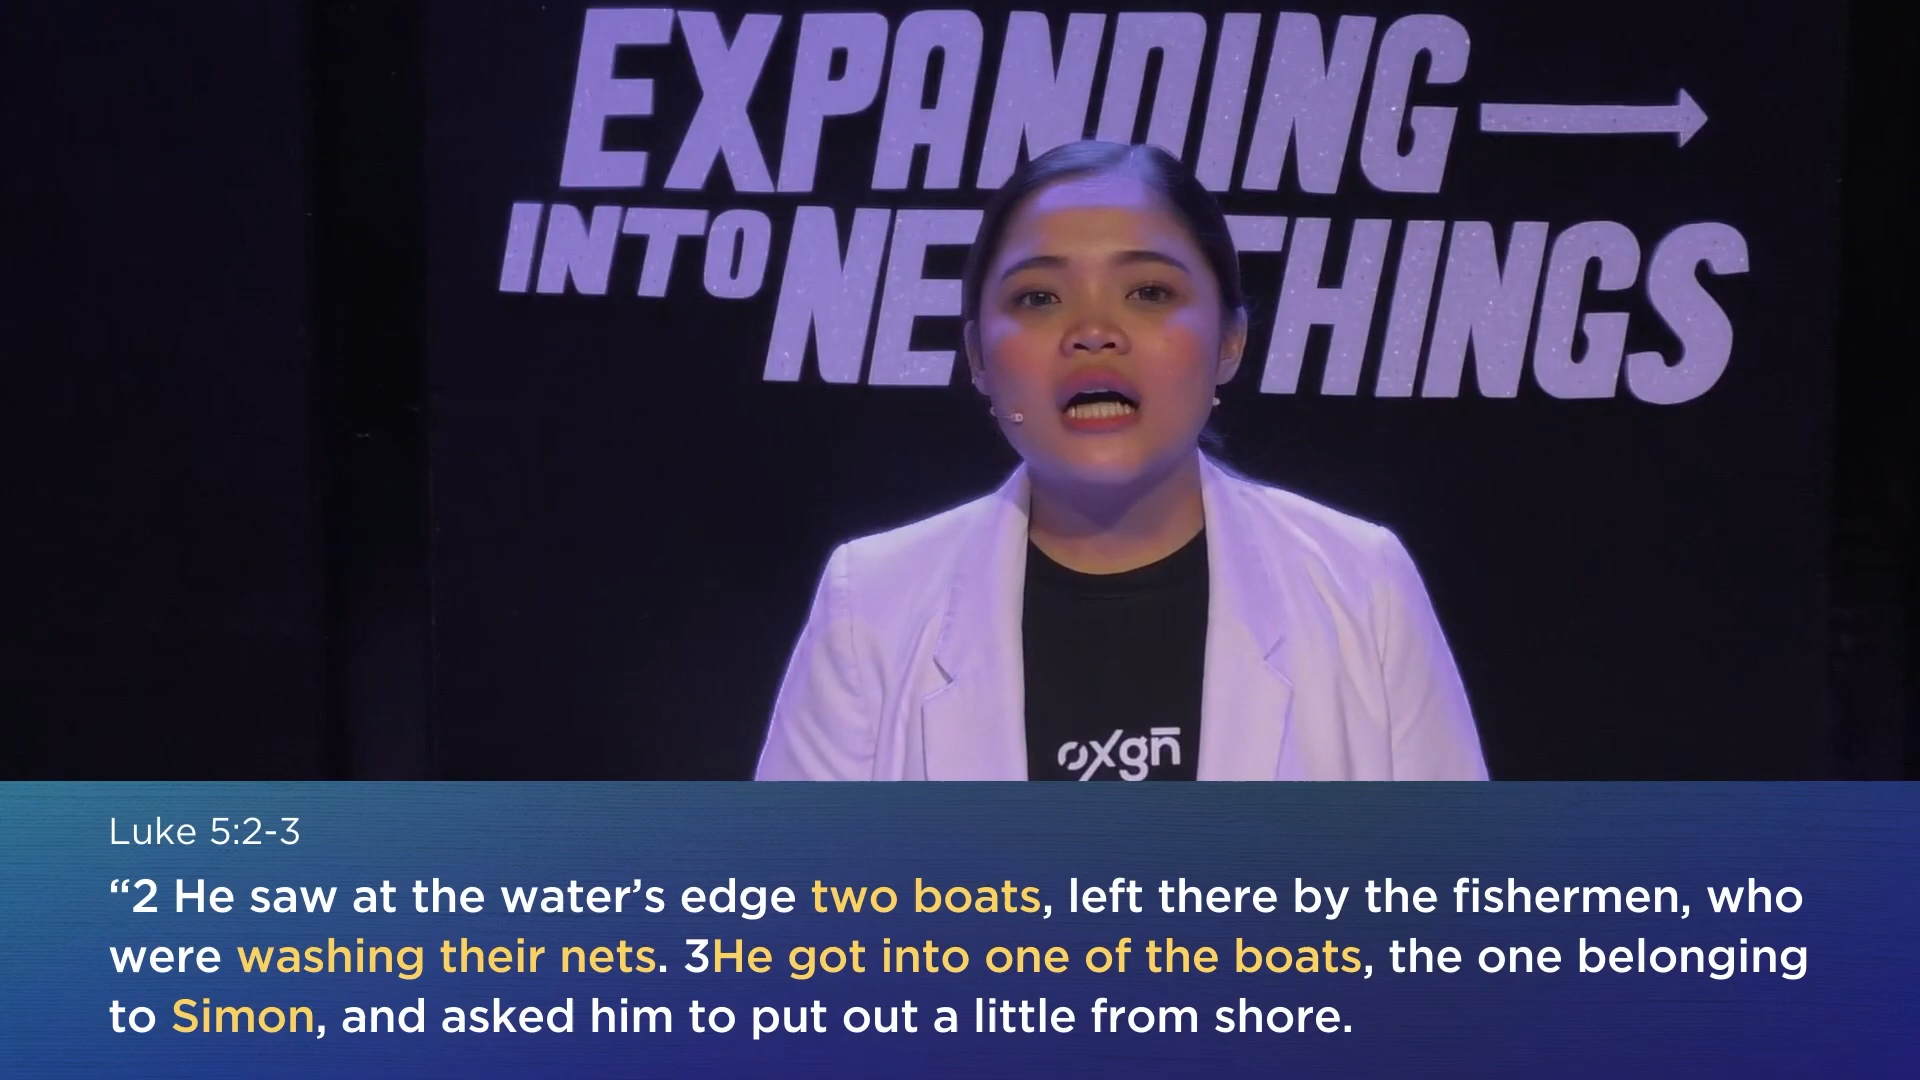 EXPANDING
INTO NE THINGS
oxgn
Luke 5:2-3
“2 He saw at the water’s edge two boats, left there by the fishermen, who
were washing their nets. 3He got into one of the boats, the one belonging
to Simon, and asked him to put out a little from shore.